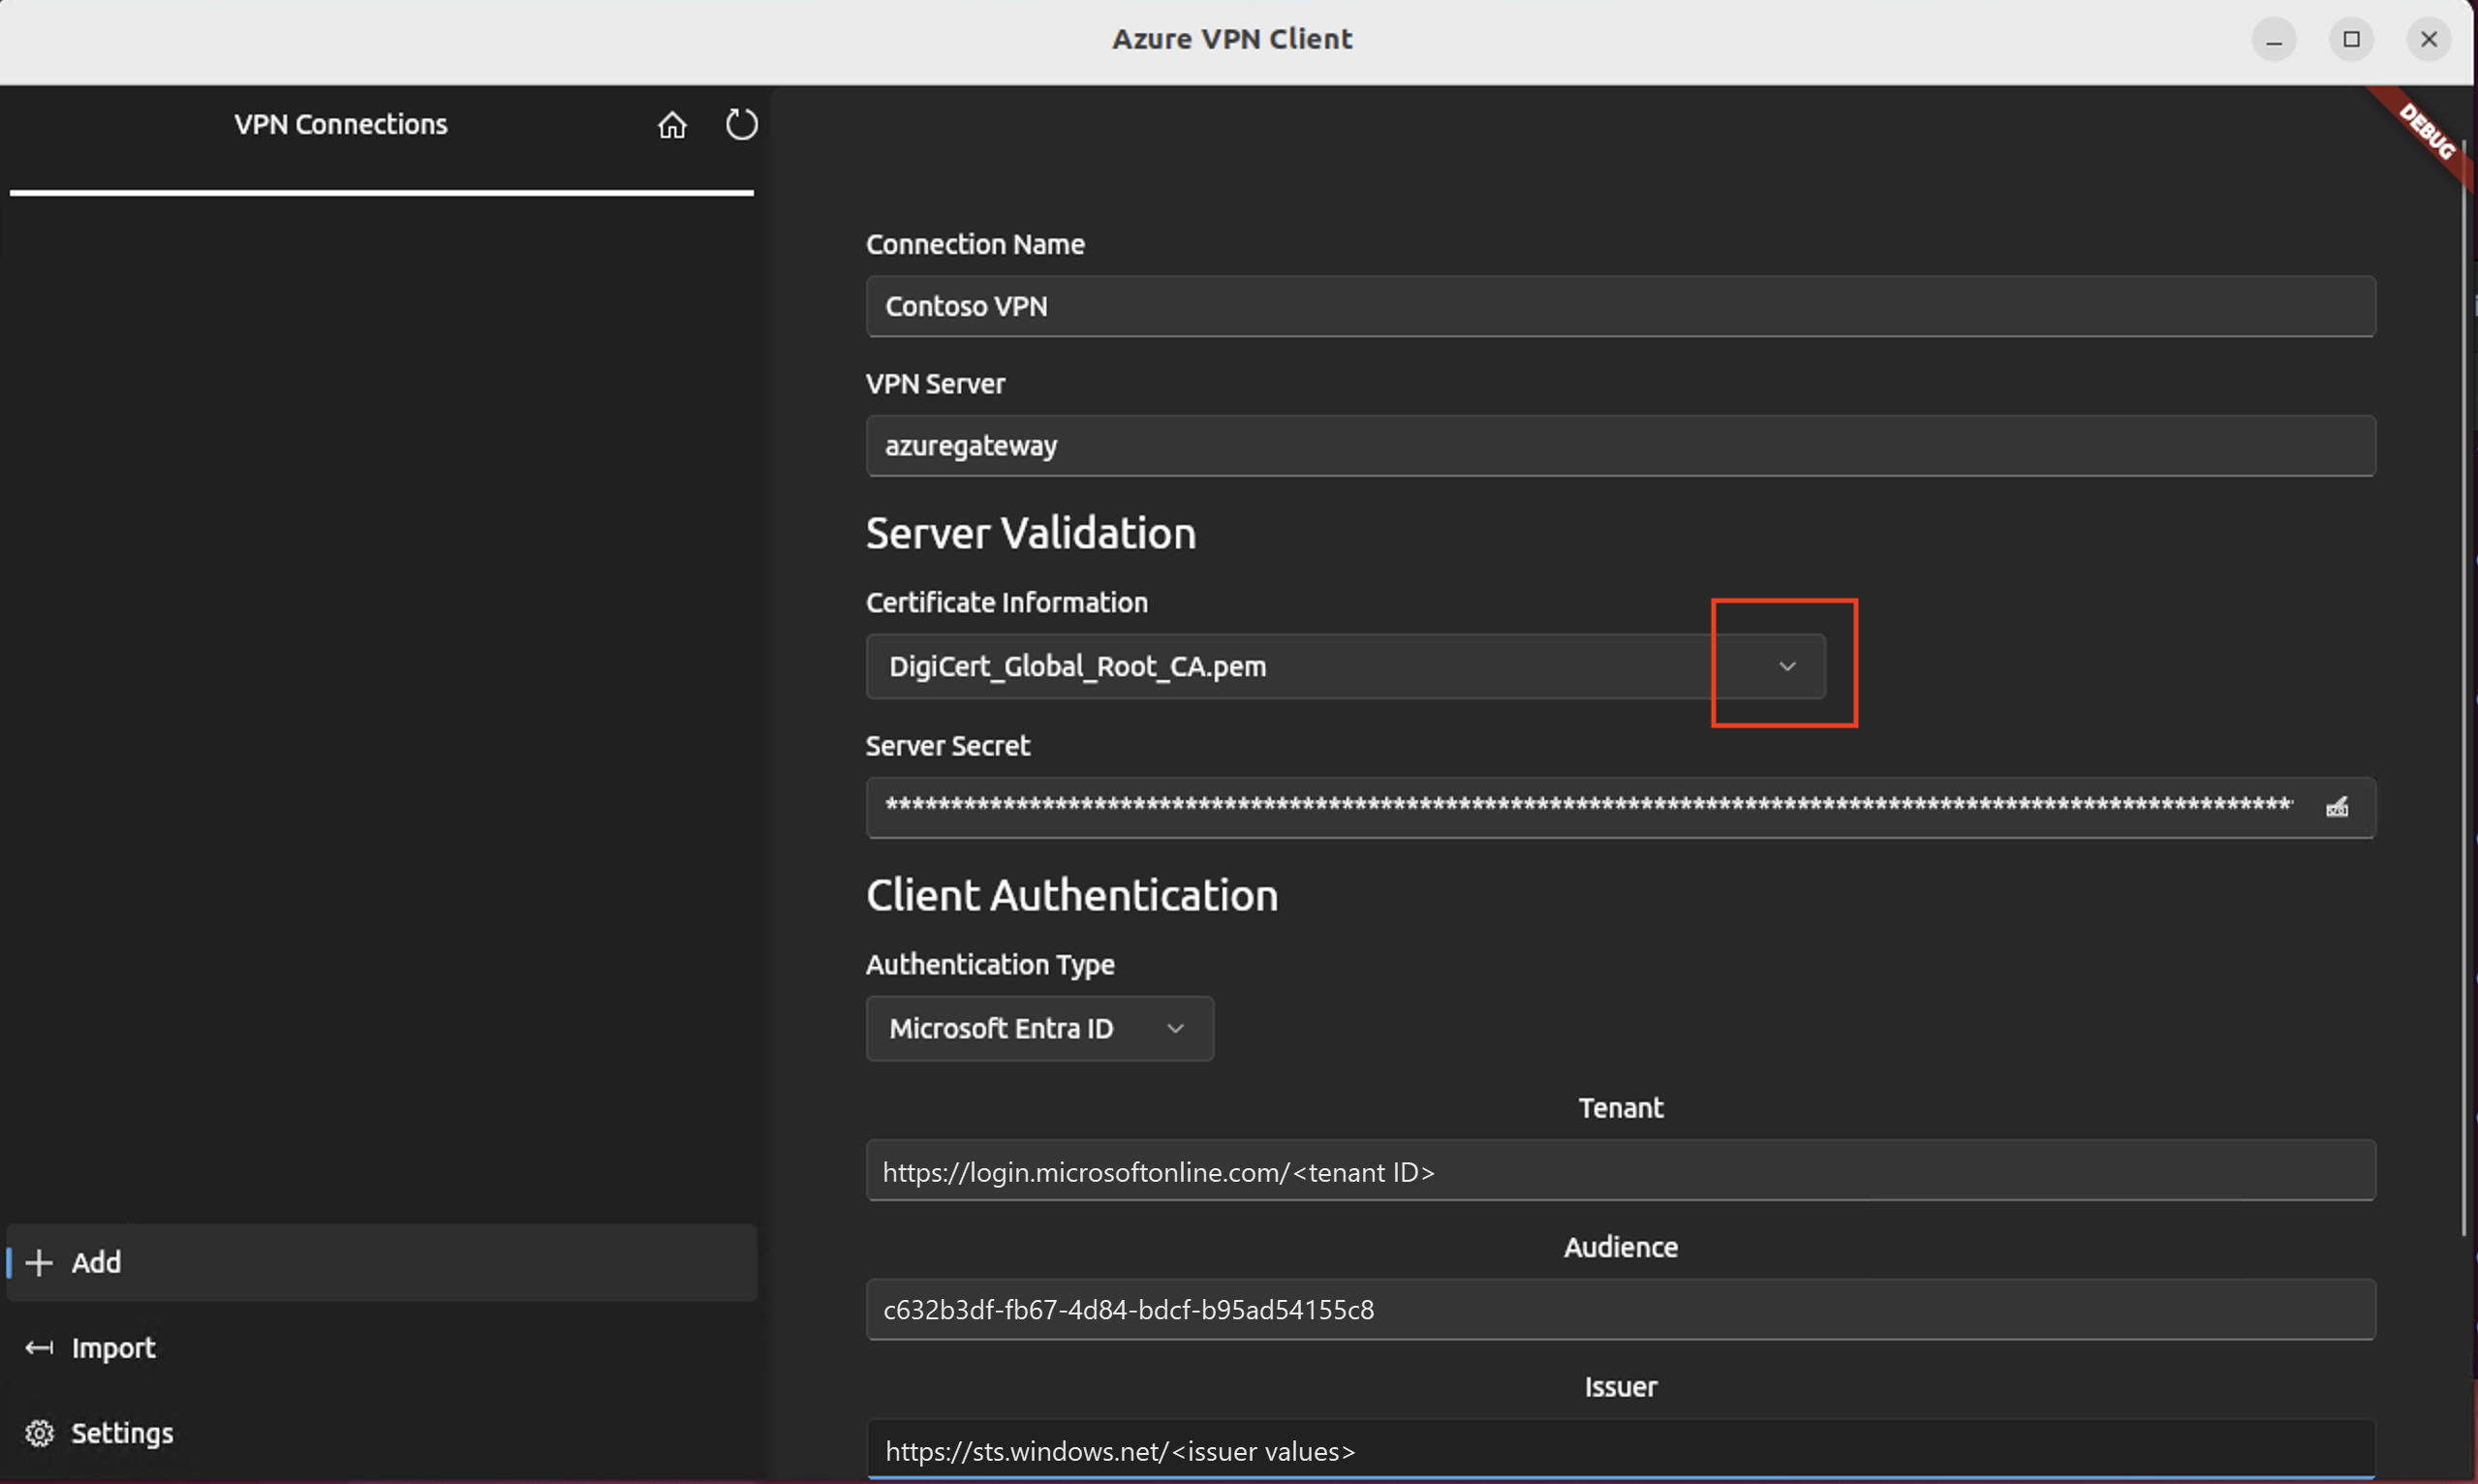 Azure VPN Client
VPN Connections
DEBUG
Connection Name
Contoso VPN
VPN Server
azuregateway
Server Validation
Certificate Information
DigiCert_Global_Root_CA.pem
Server Secret
************************************************************************************************************
Client Authentication
Authentication Type
Microsoft Entra ID
Tenant
https://login.microsoftonline.com/<tenant ID>
Audience
c632b3df-fb67-4d84-bdcf-b95ad54155c8
Issuer
https://sts.windows.net/<issuer values>
Add
Import
Settings